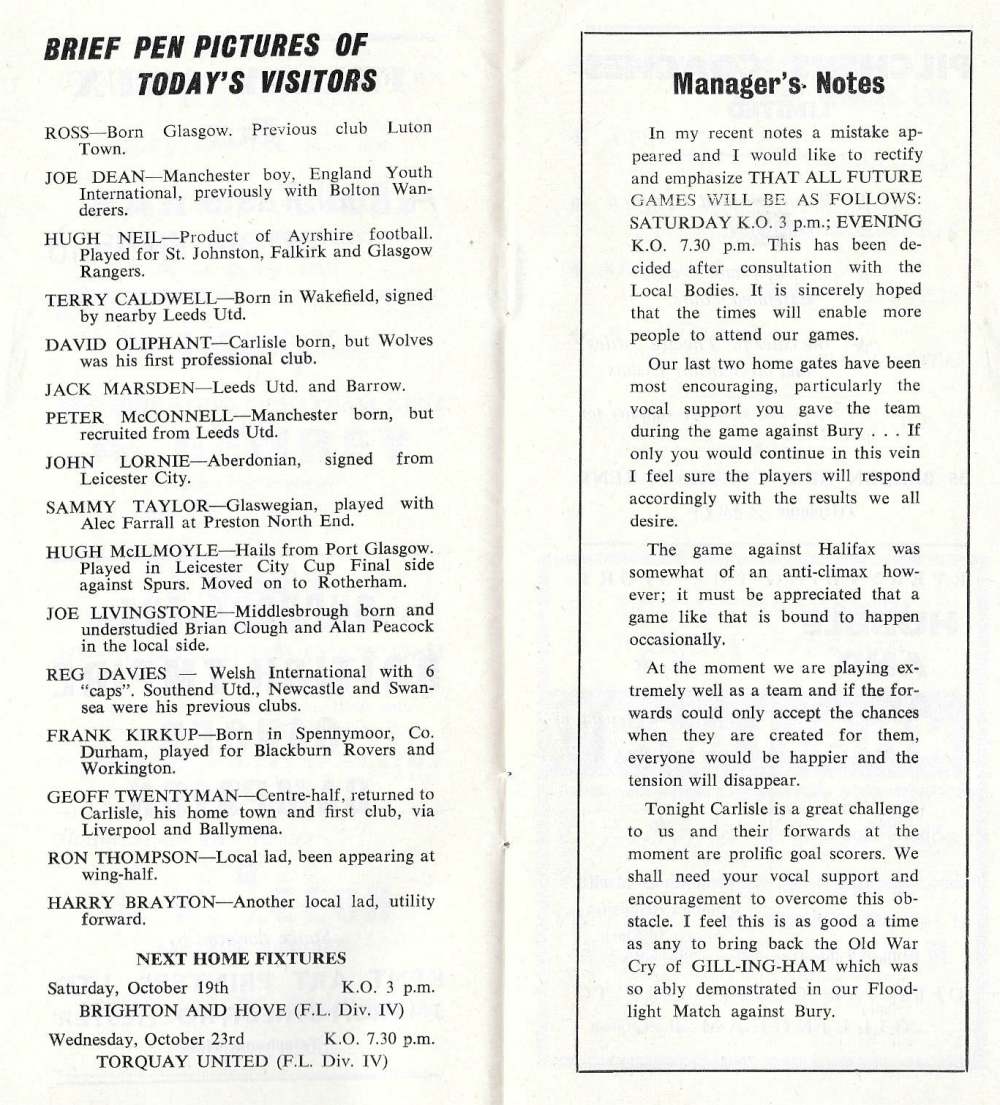 BRIEF PEN PICTURES OF
TODAY'S VISITORS
ROSS—Born Glasgow. Previous club Luton
Town.
JOE DEAN—Manchester boy, England Youth
International, previously with Bolton Wan-
derers.
HUGH NEIL—Product of Ayrshire football.
Played for St. Johnston, Falkirk and Glasgow
Rangers.
TERRY CALDWELL—Born in Wakefield, signed
by nearby Leeds Utd.
DAVID OLIPHANT—Carlisle born, but Wolves
was his first professional club.
JACK MARSDEN—Leeds Utd. and Barrow.
PETER McCONNELL—Manchester born, but
recruited from Leeds Utd.
JOHN LORNIE—Aberdonian, signed from
Leicester City.
SAMMY TAYLOR—Glaswegian, played with
Alec Farrall at Preston North End.
HUGH McILMOYLE—Hails from Port Glasgow.
Played in Leicester City Cup Final side
against Spurs. Moved on to Rotherham.
JOE LIVINGSTONE—Middlesbrough born and
understudied Brian Clough and Alan Peacock
in the local side.
REG DAVIES — Welsh International with 6
"caps". Southend Utd., Newcastle and Swan-
sea were his previous clubs.
FRANK KIRKUP—Born in Spennymoor, Co.
Durham, played for Blackburn Rovers and
Workington.
GEOFF TWENTYMAN—Centre-half, returned to
Carlisle, his home town and first club, via
Liverpool and Ballymena.
RON THOMPSON—Local lad, been appearing at
wing-half.
HARRY BRAYTON—Another local lad, utility
forward.
NEXT HOME FIXTURES
Saturday, October 19th K.O. 3 p.m.
BRIGHTON AND HOVE (F.L. Div. IV)
Wednesday, October 23rd K.O. 7.30 p.m.
TORQUAY UNITED (F.L. Div. IV)
Manager's Notes
In my recent notes a mistake ap-
peared and I would like to rectify
and emphasize THAT ALL FUTURE
GAMES WILL BE AS FOLLOWS:
SATURDAY K.O. 3 p.m.; EVENING
K.O. 7.30 p.m. This has been de-
cided after consultation with the
Local Bodies. It is sincerely hoped
that the times will enable more
people to attend our games.
Our last two home gates have been
most encouraging, particularly the
vocal support you gave the team
during the game against Bury . . . If
only you would continue in this vein
I feel sure the players will respond
accordingly with the results we all
desire.
The game against Halifax was
somewhat of an anti-climax how-
ever; it must be appreciated that a
game like that is bound to happen
occasionally.
At the moment we are playing ex-
tremely well as a team and if the for-
wards could only accept the chances
when they are created for them,
everyone would be happier and the
tension will disappear.
Tonight Carlisle is a great challenge
to us and their forwards at the
moment are prolific goal scorers. We
shall need your vocal support and
encouragement to overcome this ob-
stacle. I feel this is as good a time
as any to bring back the Old War
Cry of GILL-ING-HAM which was
so ably demonstrated in our Flood-
light Match against Bury.